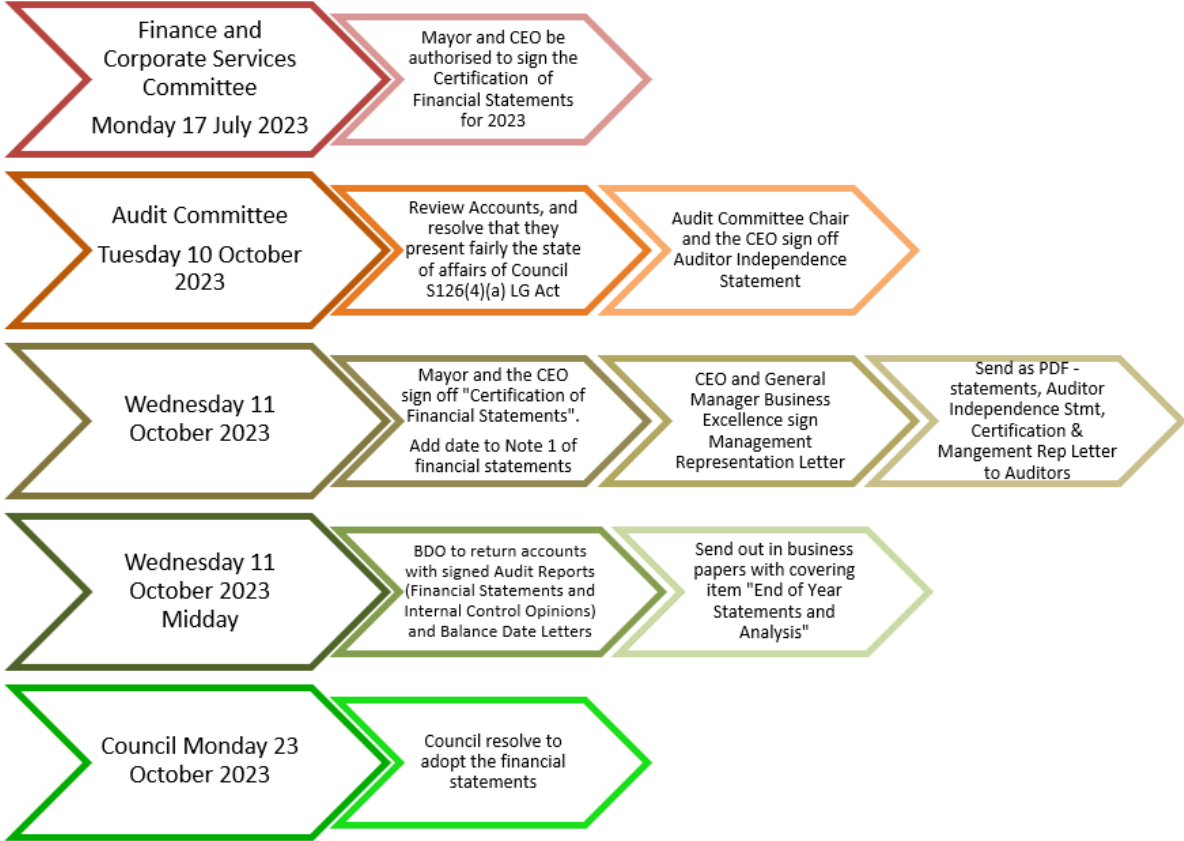 Finance and
Corporate Services
Committee
Monday 17 July 2023
Mayor and CEO be
authorised to sign the
Certification of
Financial Statements
for 2023
Audit Committee
Tuesday 10 October
2023
Review Accounts, and
resolve that they
present fairly the state
of affairs of Council
S126(4)(a) LG Act
Audit Committee Chair
and the CEO sign off
Auditor Independence
Statement
Wednesday 11
October 2023
Mayor and the CEO
sign off "Certification of
Financial Statements".
Add date to Note 1 of
financial statements
CEO and General
Manager Business
Excellence sign
Management
Representation Letter
Send as PDF -
statements, Auditor
Independence Stmt,
Certification &
Mangement Rep Letter
to Auditors
Wednesday 11
October 2023
Midday
BDO to return accounts
with signed Audit Reports
(Financial Statements and
Internal Control Opinions)
and Balance Date Letters
Send out in business
papers with covering
item "End of Year
Statements and
Analysis"
Council Monday 23
October 2023
Council resolve to
adopt the financial
statements